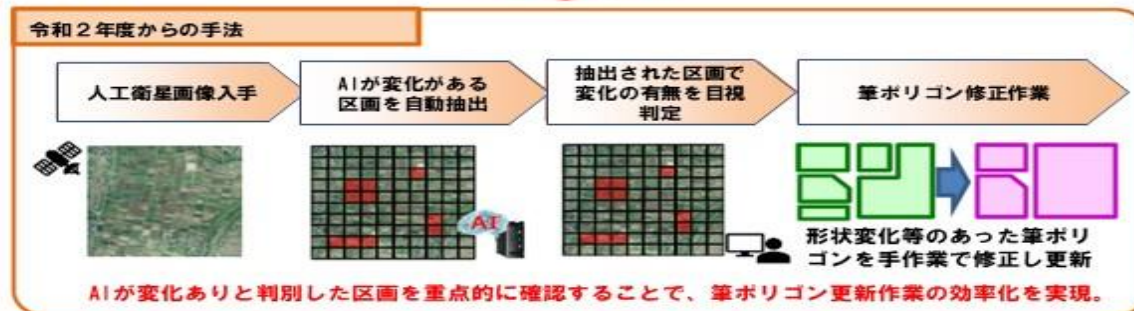 令和２年度からの手法
人工衛星画像入手
AIが変化がある
区画を自動抽出
抽出された区画で
変化の有無を目視
判定
筆ポリゴン修正作業
AI
形状変化等のあった筆ポリ
ゴンを手作業で修正し更新
AIが変化ありと判別した区画を重点的に確認することで、筆ポリゴン更新作業の効率化を実現。